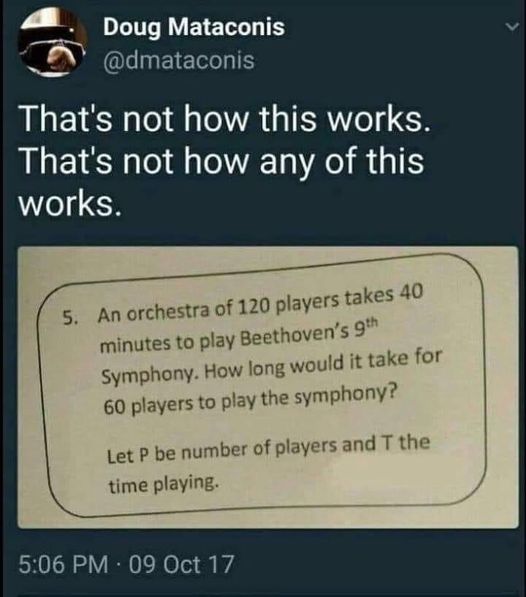 Doug Mataconis
@dmataconis
That's not how this works.
That's not how any of this
works.
5. An orchestra of 120 players takes 40
minutes to play Beethoven's 9th
Symphony. How long would it take for
60 players to play the symphony?
Let P be number of players and T the
time playing.
5:06 PM · 09 Oct 17